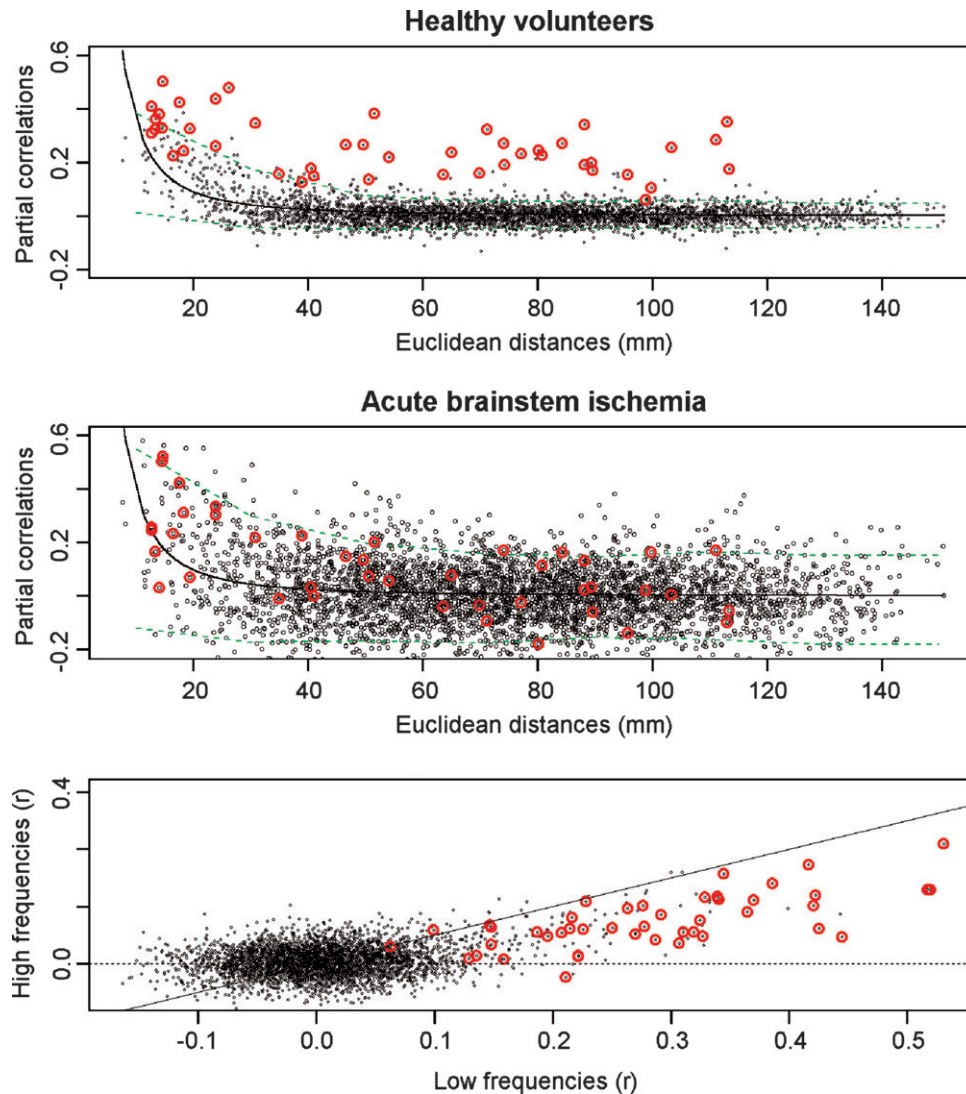 Healthy volunteers
Partial correlations
0.6
0.2
-0.2
20 40 60 80 100 120 140
Euclidean distances (mm)
Acute brainstem ischemia
Partial correlations
0.6
0.2
-0.2
20 40 60 80 100 120 140
Euclidean distances (mm)
High frequencies (r)
0.4
0.0
-0.1 0.0 0.1 0.2 0.3 0.4 0.5
Low frequencies (r)